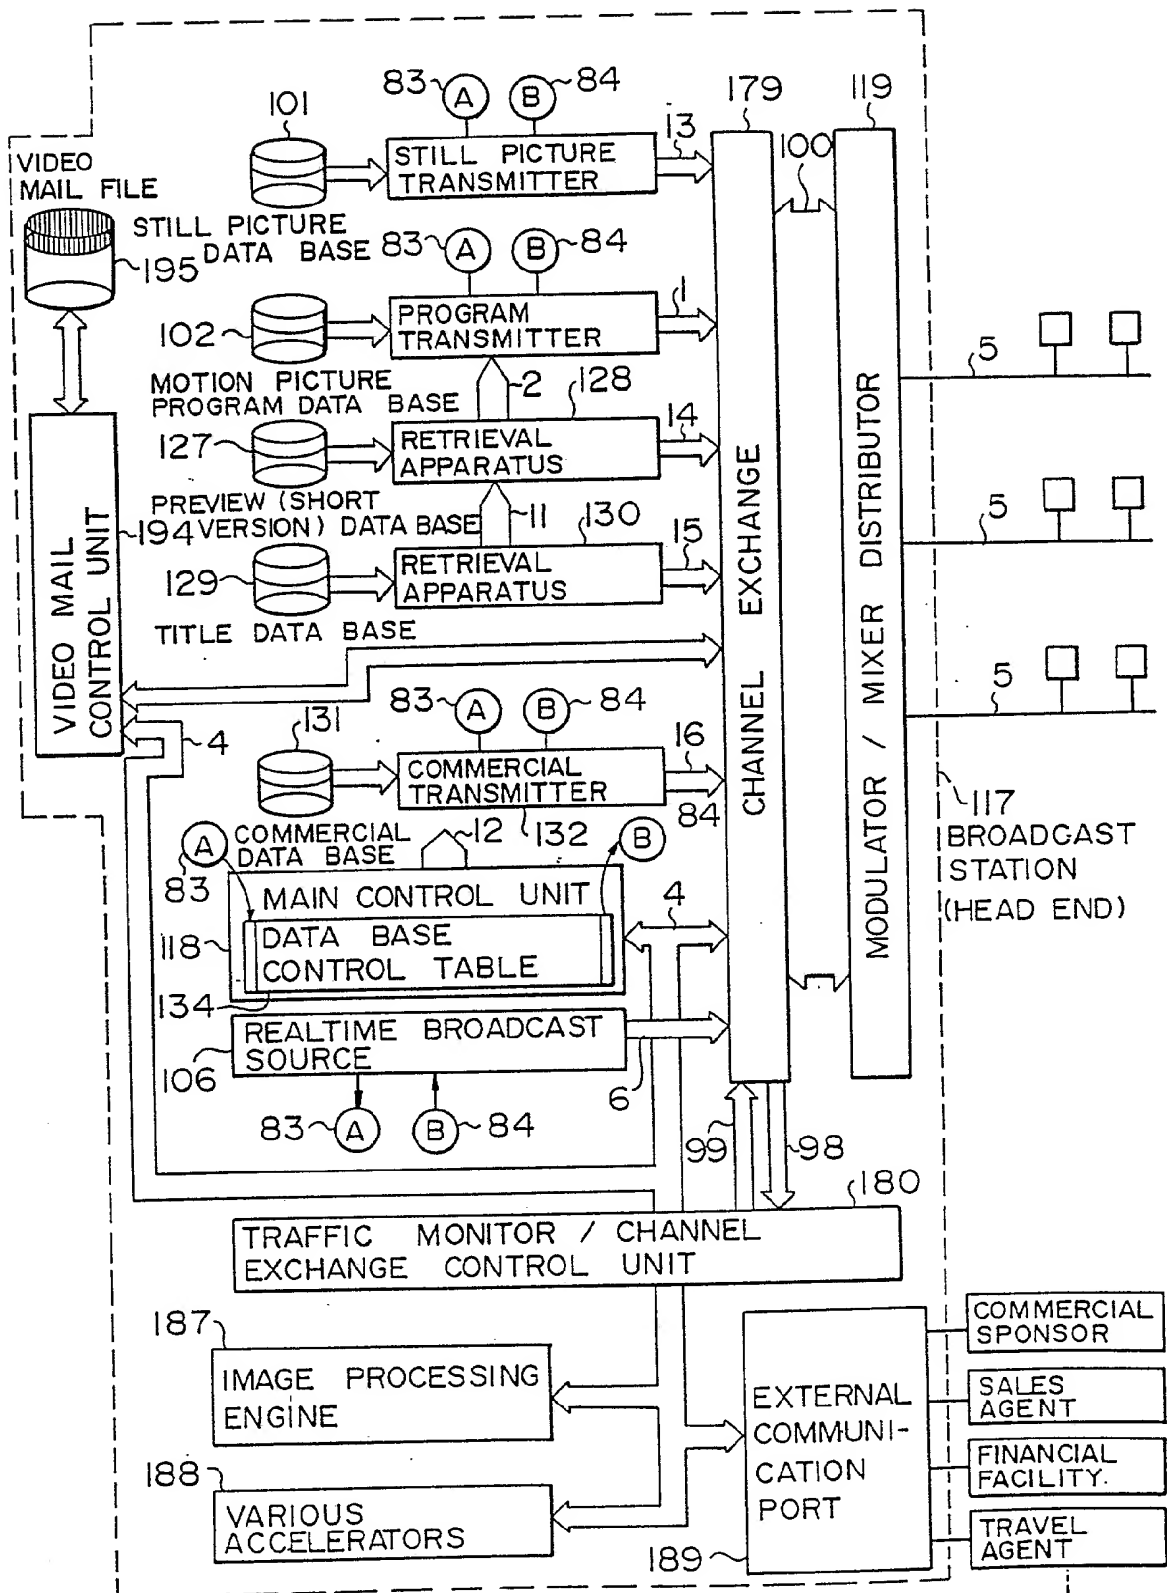 83 A B 84
101
179
119
VIDEO
MAIL FILE
STILL PICTURE
TRANSMITTER
13
100
STILL PICTURE
DATA BASE
195
83 A B 84
102
PROGRAM
TRANSMITTER
1
MOTION PICTURE
PROGRAM DATA BASE
2
128
127
RETRIEVAL
APPARATUS
14
PREVIEW (SHORT
VERSION) DATA BASE
11
130
194
129
RETRIEVAL
APPARATUS
15
TITLE DATA BASE
VIDEO MAIL
CONTROL UNIT
4
83 A B 84
131
COMMERCIAL
TRANSMITTER
16
132
COMMERCIAL
DATA BASE
12
A
83
B
84
MAIN CONTROL UNIT
DATA BASE
CONTROL TABLE
118
134
4
REALTIME BROADCAST
SOURCE
106
6
83 A B 84
99
98
CHANNEL EXCHANGE
MODULATOR / MIXER DISTRIBUTOR
5
5
5
117
BROADCAST
STATION
(HEAD END)
180
TRAFFIC MONITOR / CHANNEL
EXCHANGE CONTROL UNIT
187
IMAGE PROCESSING
ENGINE
188
VARIOUS
ACCELERATORS
EXTERNAL
COMMUNI-
CATION
PORT
189
COMMERCIAL
SPONSOR
SALES
AGENT
FINANCIAL
FACILITY.
TRAVEL
AGENT